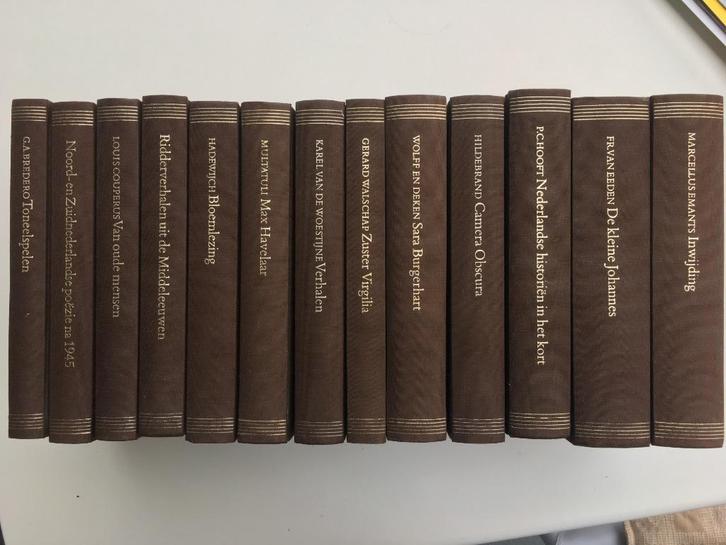 G.A. BREDERO Toneelspelen
Noord- en Zuidnederlandse poëzie na 1945
LOUIS COUPERUS Van oude mensen
Ridderverhalen uit de Middeleeuwen
HADEWIJCH Bloemlezing
MULTATULI Max Havelaar
KAREL VAN DE WOESTIJNE Verhalen
GERARD WALSCHAP Zuster Virgilia
WOLFF EN DEKEN Sara Burgerhart
HILDEBRAND Camera Obscura
P.C. HOOFT Nederlandse historiën in het kort
FR. VAN EEDEN De kleine Johannes
MARCELLUS EMANTS Inwijding